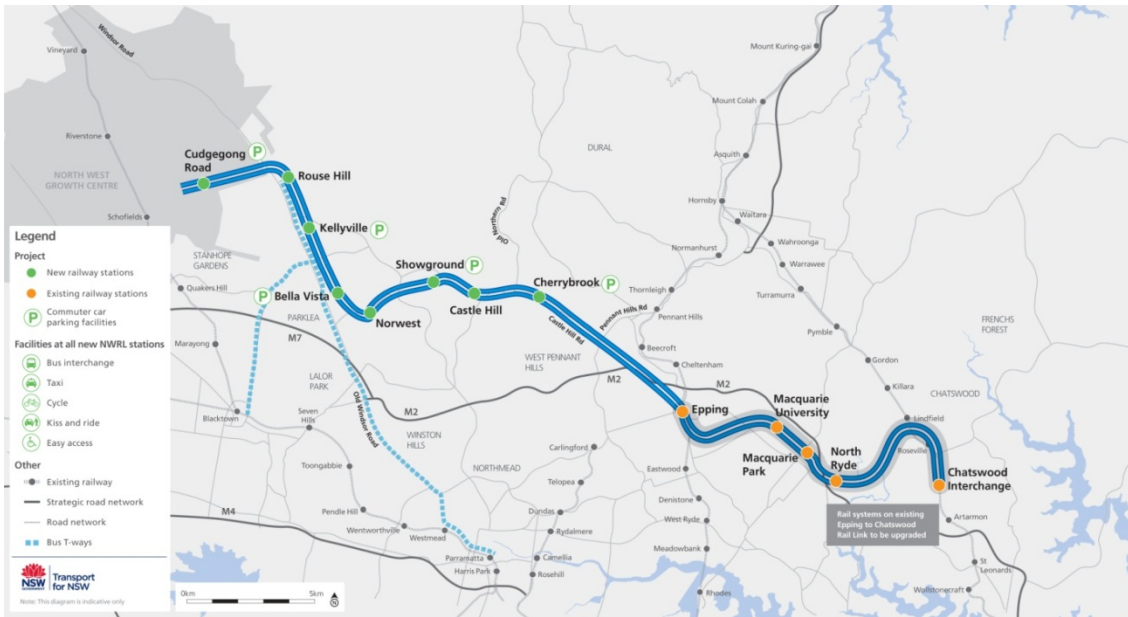 Vineyard
Windsor Road
Mount Kuring-gai
Mount Colah
Riverstone
DURAL
Asquith
Cudgegong
Road
P
Rouse Hill
NORTH WEST
GROWTH CENTRE
Hornsby
Waitara
Old Northern Rd
Schofields
Kellyville
P
Normanhurst
Wahroonga
Warrawee
STANHOPE
GARDENS
Showground
P
Cherrybrook
P
Thornleigh
Turramurra
Quakers Hill
P
Bella Vista
PARKLEA
Norwest
Castle Hill
Castle Hill Rd
Pennant Hills Rd
Pennant Hills
Pymble
FRENCHS
FOREST
Marayong
M7
Beecroft
WEST PENNANT
HILLS
Cheltenham
Gordon
LALOR
PARK
M2
M2
Killara
CHATSWOOD
Blacktown
Seven
Hills
Old Windsor Road
M2
Epping
Macquarie
University
Lindfield
WINSTON
HILLS
Carlingford
Roseville
Toongabbie
NORTHMEAD
Eastwood
Macquarie
Park
North
Ryde
Chatswood
Interchange
Telopea
Pendle Hill
Dundas
Denistone
Rail systems on existing
Epping to Chatswood
Rail Link to be upgraded
M4
Wentworthville
Westmead
Rydalmere
West Ryde
Artarmon
Parramatta
Camellia
Meadowbank
St
Leonards
Harris Park
Rosehill
Rhodes
Wollstonecraft
Legend
Project
New railway stations
Existing railway stations
P
Commuter car
parking facilities
Facilities at all new NWRL stations
Bus interchange
Taxi
Cycle
Kiss and ride
Easy access
Other
Existing railway
Strategic road network
Road network
Bus T-ways
NSW
GOVERNMENT
Transport
for NSW
Note: This diagram is indicative only
0km
5km
N